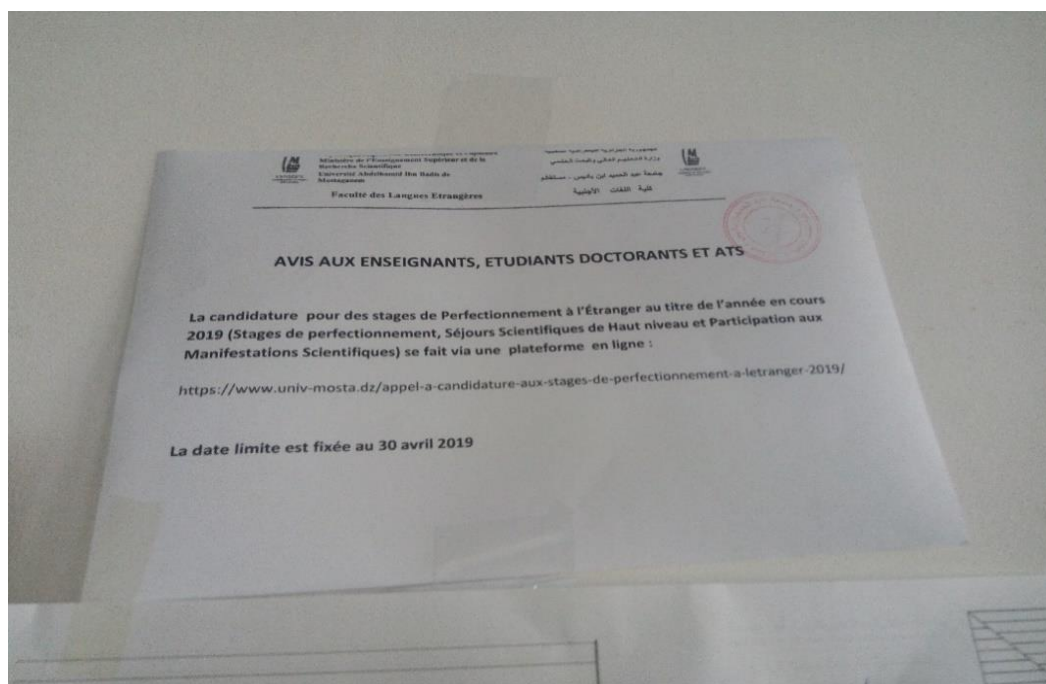 Ministère de l'Enseignement Supérieur et de la
Recherche Scientifique
Université Abdelhamid Ibn Badis de
Mostaganem
Faculté des Langues Etrangères
وزارة التعليم العالي والبحث العلمي
جامعة عبد الحميد ابن باديس - مستغانم
كلية اللغات الأجنبية
AVIS AUX ENSEIGNANTS, ETUDIANTS DOCTORANTS ET ATS
La candidature pour des stages de Perfectionnement à l'Étranger au titre de l'année en cours
2019 (Stages de perfectionnement, Séjours Scientifiques de Haut niveau et Participation aux
Manifestations Scientifiques) se fait via une plateforme en ligne :
https://www.univ-mosta.dz/appel-a-candidature-aux-stages-de-perfectionnement-a-letranger-2019/
La date limite est fixée au 30 avril 2019